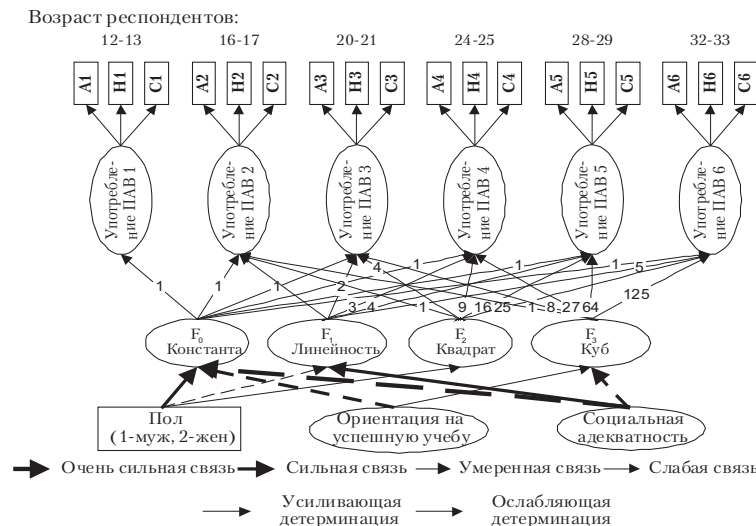 Возраст респондентов:
12-13 16-17 20-21 24-25 28-29 32-33
А1 Н1 С1 А2 Н2 С2 А3 Н3 С3 А4 Н4 С4 А5 Н5 С5 А6 Н6 С6
Употребле-
ние ПАВ 1
Употребле-
ние ПАВ 2
Употребле-
ние ПАВ 3
Употребле-
ние ПАВ 4
Употребле-
ние ПАВ 5
Употребле-
ние ПАВ 6
4 1 1 1 5
1 1 1 2 3 4 9 16 25 1 8 27 64 125
F₀
Константа
F₁
Линейность
F₂
Квадрат
F₃
Куб
Пол
(1-муж, 2-жен)
Ориентация на
успешную учебу
Социальная
адекватность
Очень сильная связь Сильная связь Умеренная связь Слабая связь
Усиливающая
детерминация
Ослабляющая
детерминация